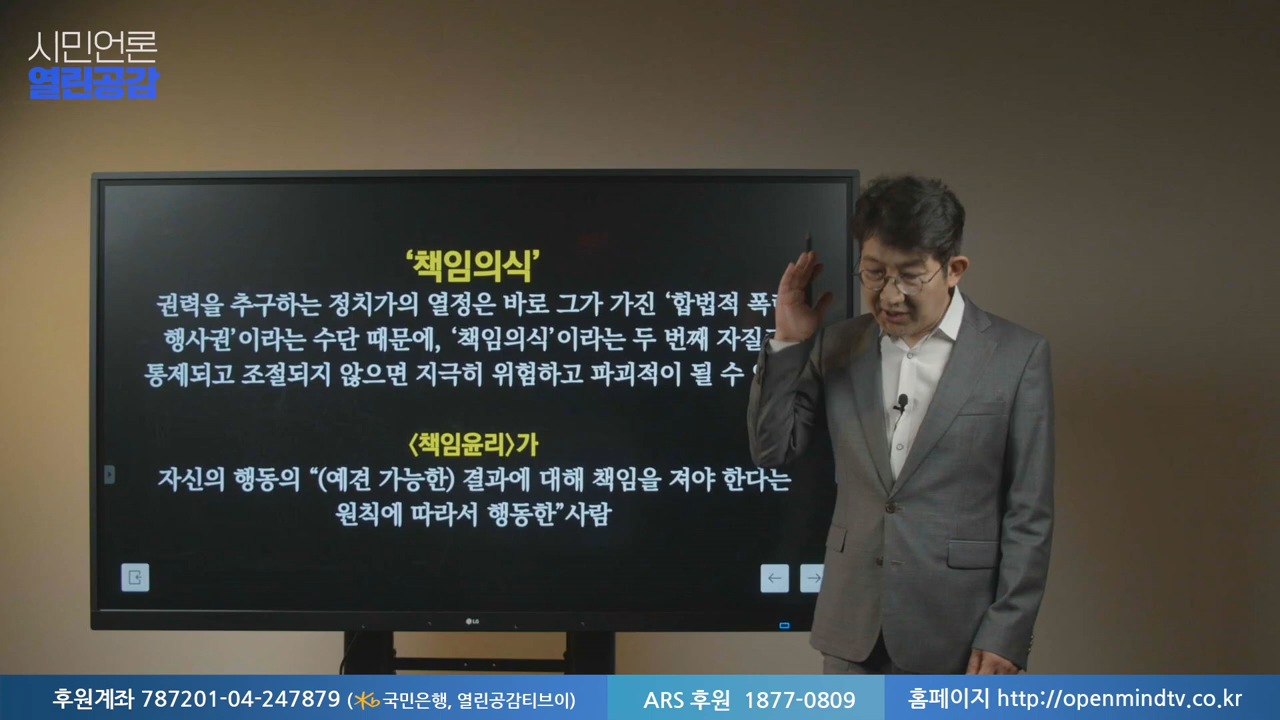 시민언론
열린공감
‘책임의식’
권력을 추구하는 정치가의 열정은 바로 그가 가진 ‘합법적
행사권’이라는 수단 때문에, ‘책임의식’이라는 두 번째
통제되고 조절되지 않으면 지극히 위험하고 파괴적이 될 수
〈책임윤리〉가
자신의 행동의 “(예견 가능한) 결과에 대해 책임을 져야 한다는
원칙에 따라서 행동한”사람
LG
후원계좌 787201-04-247879 (국민은행, 열린공감티브이)
ARS 후원 1877-0809
홈페이지 http://openmindtv.co.kr